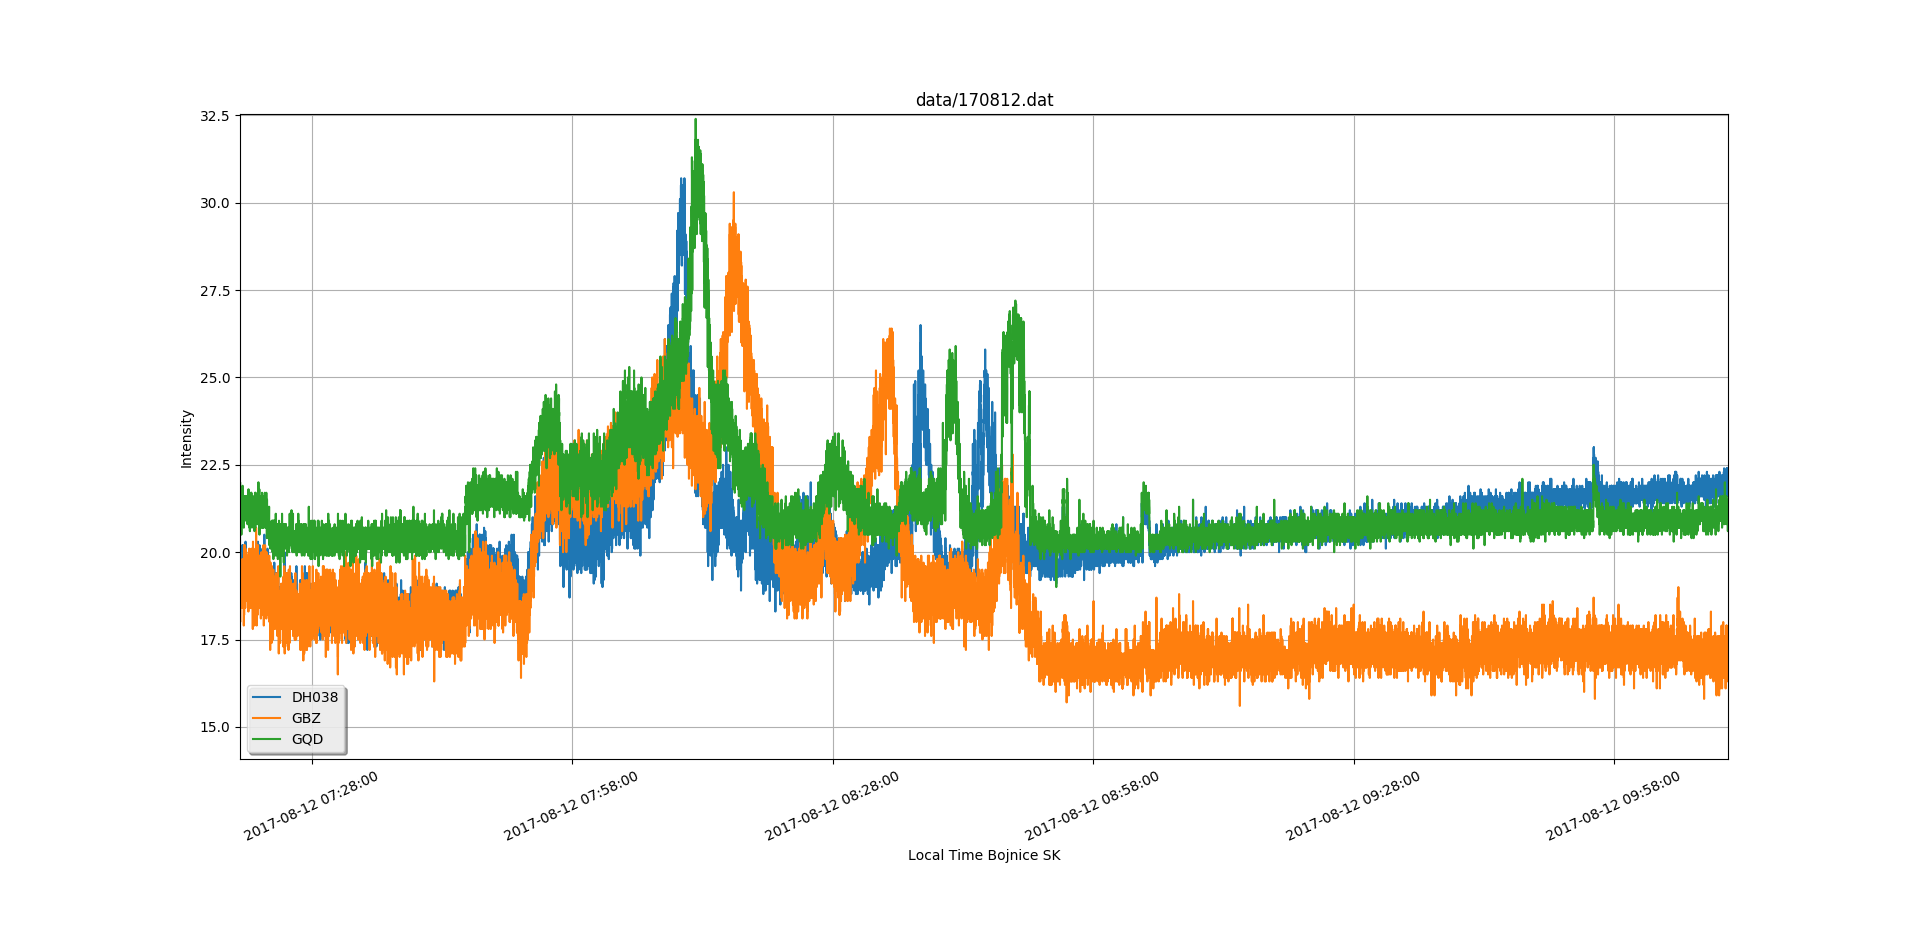 data/170812.dat
32.5
30.0
27.5
25.0
22.5
20.0
17.5
15.0
Intensity
DH038
GBZ
GQD
2017-08-12 07:28:00
2017-08-12 07:58:00
2017-08-12 08:28:00
2017-08-12 08:58:00
2017-08-12 09:28:00
2017-08-12 09:58:00
Local Time Bojnice SK